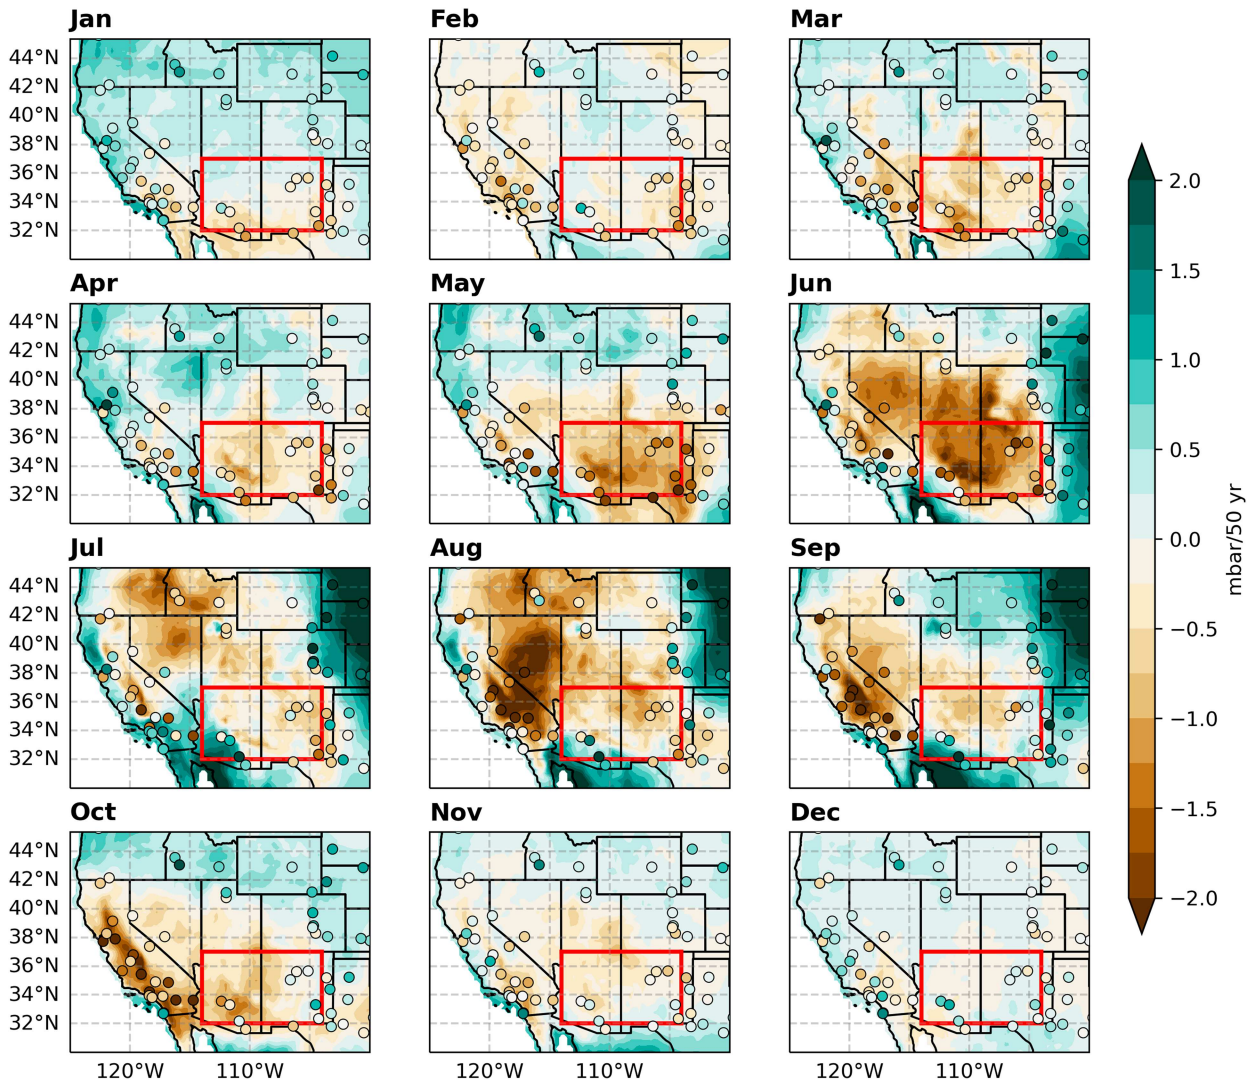 Jan
Feb
Mar
44°N
42°N
40°N
38°N
36°N
34°N
32°N
Apr
May
Jun
44°N
42°N
40°N
38°N
36°N
34°N
32°N
Jul
Aug
Sep
44°N
42°N
40°N
38°N
36°N
34°N
32°N
Oct
Nov
Dec
44°N
42°N
40°N
38°N
36°N
34°N
32°N
120°W
110°W
120°W
110°W
120°W
110°W
2.0
1.5
1.0
0.5
0.0
−0.5
−1.0
−1.5
−2.0
mbar/50 yr